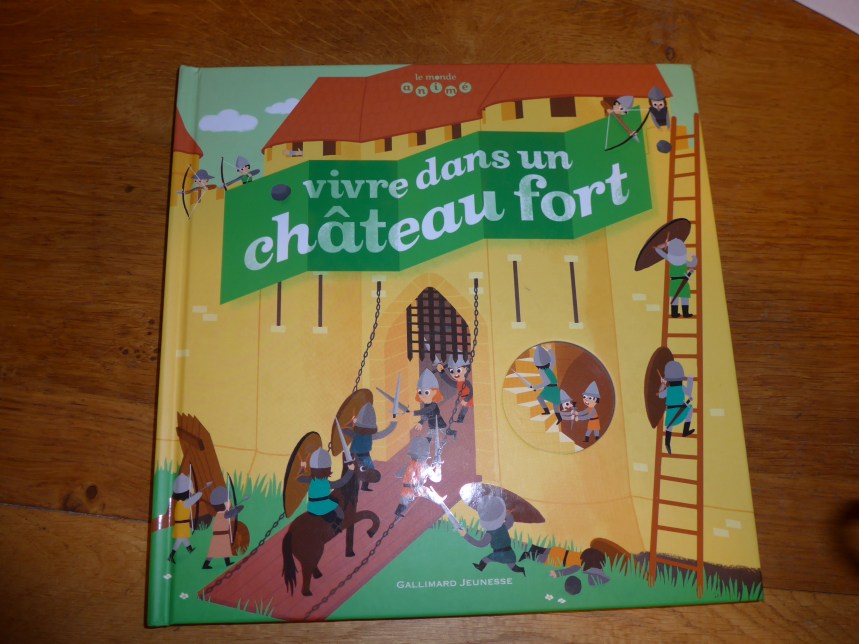 le monde
animé
vivre dans un
château fort
GALLIMARD JEUNESSE